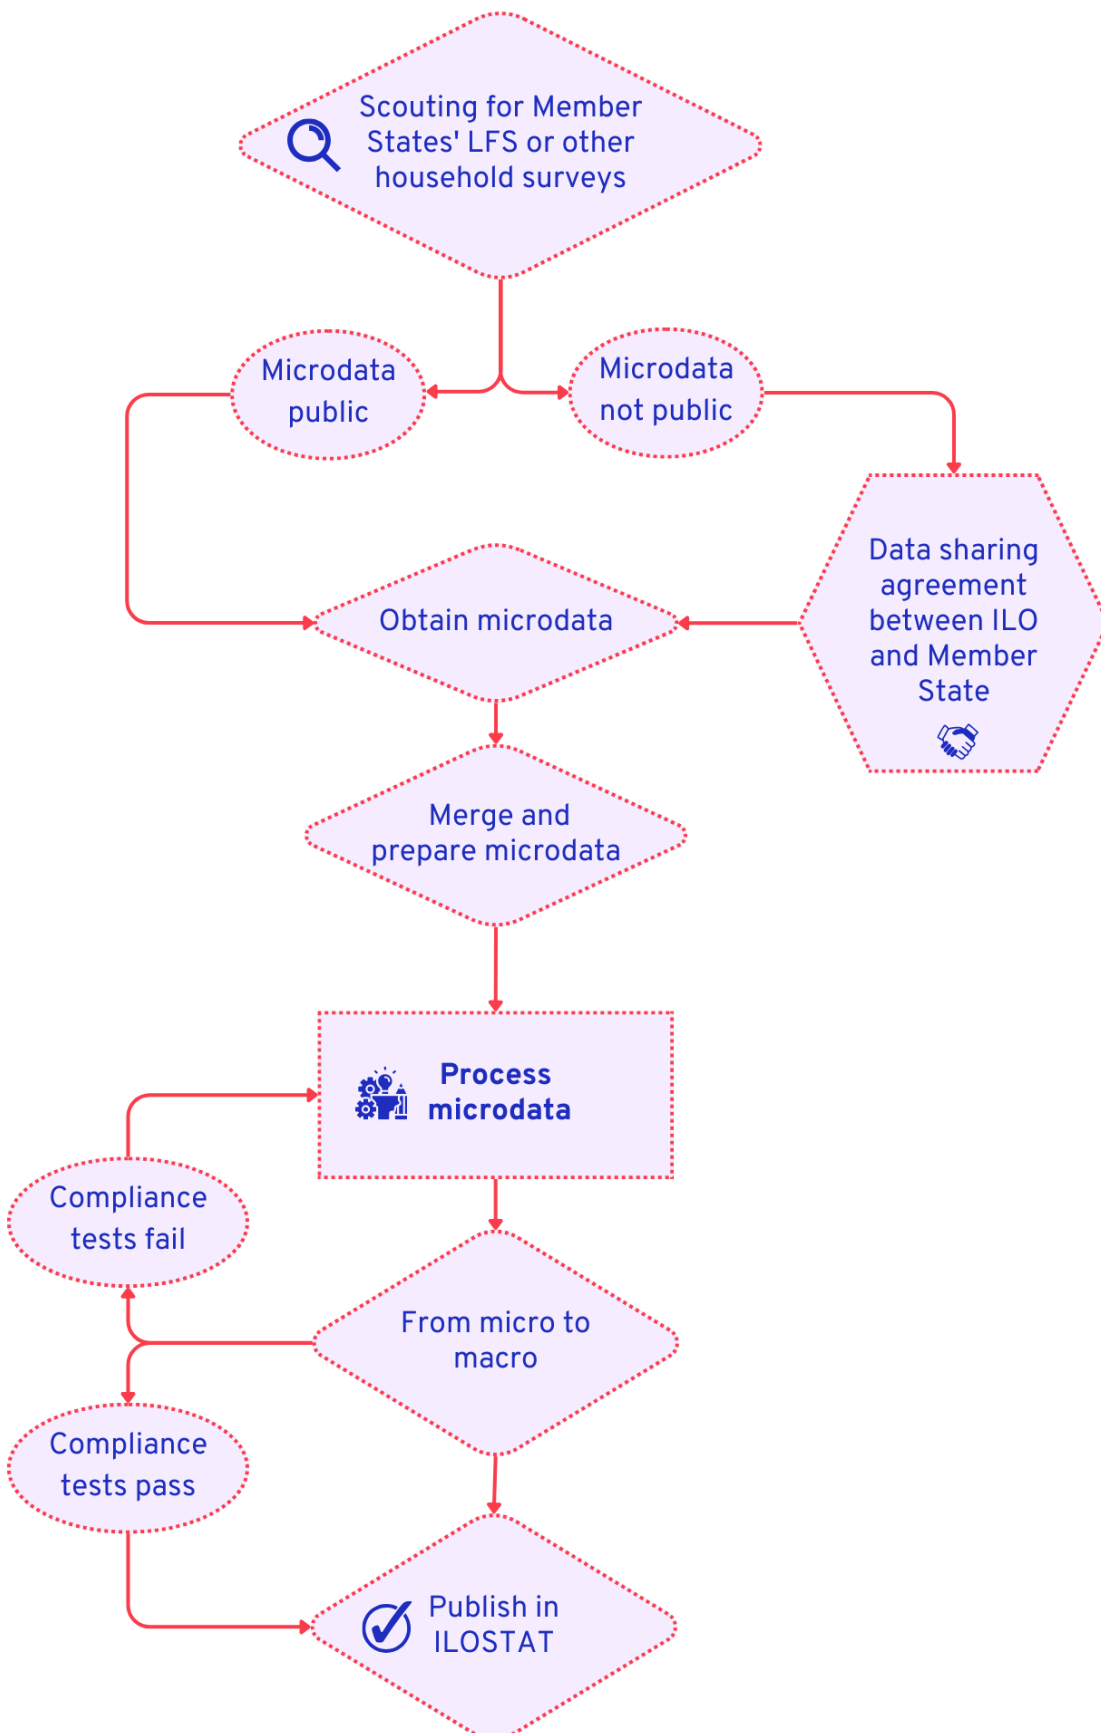 Scouting for Member
States' LFS or other
household surveys
Microdata
public
Microdata
not public
Data sharing
agreement
between ILO
and Member
State
Obtain microdata
Merge and
prepare microdata
Process
microdata
Compliance
tests fail
From micro to
macro
Compliance
tests pass
Publish in
ILOSTAT